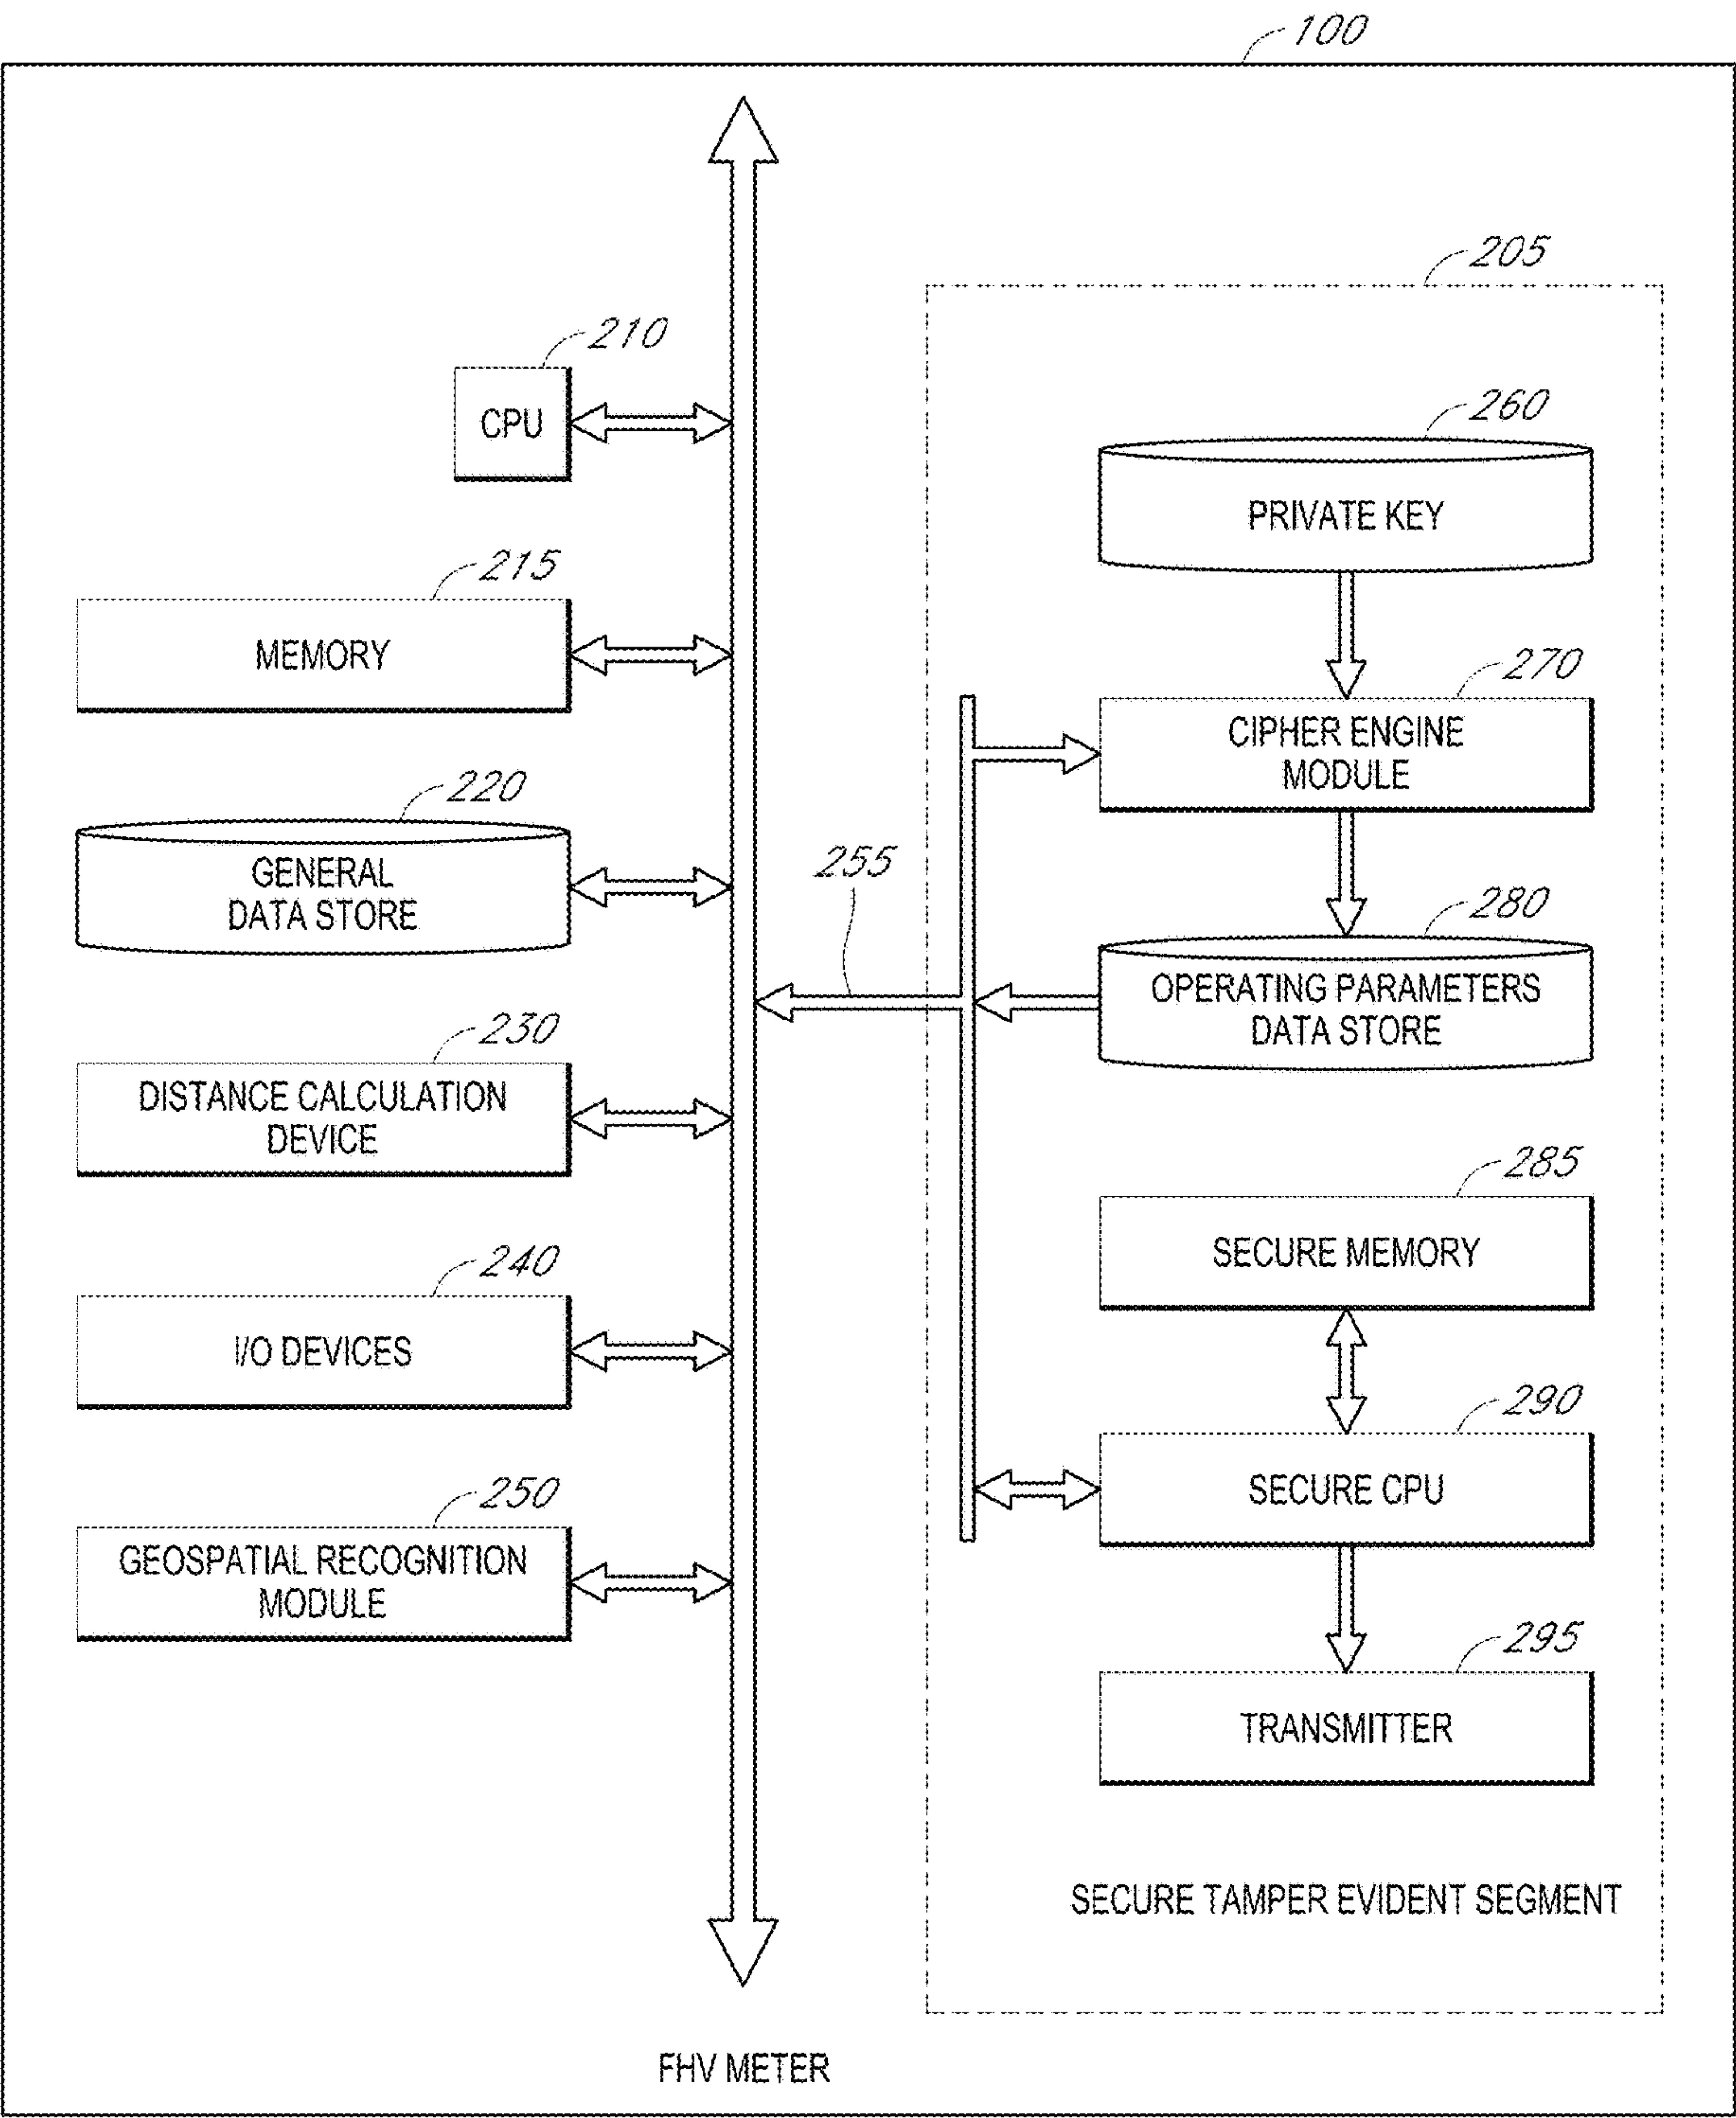 100
205
210
CPU
260
PRIVATE KEY
215
MEMORY
270
CIPHER ENGINE
MODULE
220
GENERAL
DATA STORE
255
280
OPERATING PARAMETERS
DATA STORE
230
DISTANCE CALCULATION
DEVICE
285
SECURE MEMORY
240
I/O DEVICES
290
SECURE CPU
250
GEOSPATIAL RECOGNITION
MODULE
295
TRANSMITTER
SECURE TAMPER EVIDENT SEGMENT
FHV METER